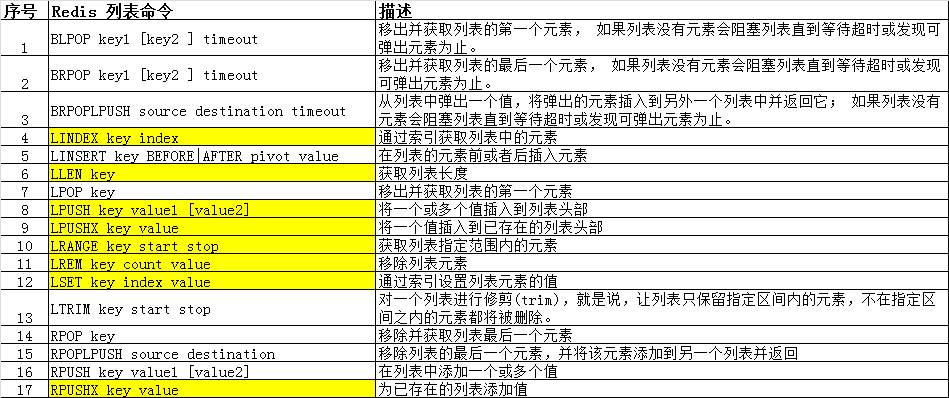 序号 Redis 列表命令 描述
1 BLPOP key1 [key2 ] timeout 移出并获取列表的第一个元素， 如果列表没有元素会阻塞列表直到等待超时或发现可
弹出元素为止。
2 BRPOP key1 [key2 ] timeout 移出并获取列表的最后一个元素， 如果列表没有元素会阻塞列表直到等待超时或发现
可弹出元素为止。
3 BRPOPLPUSH source destination timeout 从列表中弹出一个值，将弹出的元素插入到另外一个列表中并返回它； 如果列表没有
元素会阻塞列表直到等待超时或发现可弹出元素为止。
4 LINDEX key index 通过索引获取列表中的元素
5 LINSERT key BEFORE|AFTER pivot value 在列表的元素前或者后插入元素
6 LLEN key 获取列表长度
7 LPOP key 移出并获取列表的第一个元素
8 LPUSH key value1 [value2] 将一个或多个值插入到列表头部
9 LPUSHX key value 将一个值插入到已存在的列表头部
10 LRANGE key start stop 获取列表指定范围内的元素
11 LREM key count value 移除列表元素
12 LSET key index value 通过索引设置列表元素的值
13 LTRIM key start stop 对一个列表进行修剪(trim)，就是说，让列表只保留指定区间内的元素，不在指定区
间之内的元素都将被删除。
14 RPOP key 移除并获取列表最后一个元素
15 RPOPLPUSH source destination 移除列表的最后一个元素，并将该元素添加到另一个列表并返回
16 RPUSH key value1 [value2] 在列表中添加一个或多个值
17 RPUSHX key value 为已存在的列表添加值